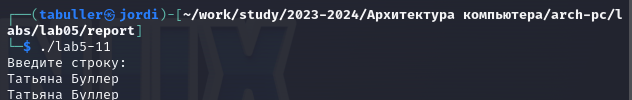 ┌──(tabuller㉿jordi)-[~/work/study/2023-2024/Архитектура компьютера/arch-pc/l
abs/lab05/report]
└─$ ./lab5-11
Введите строку:
Татьяна Буллер
Татьяна Буллер